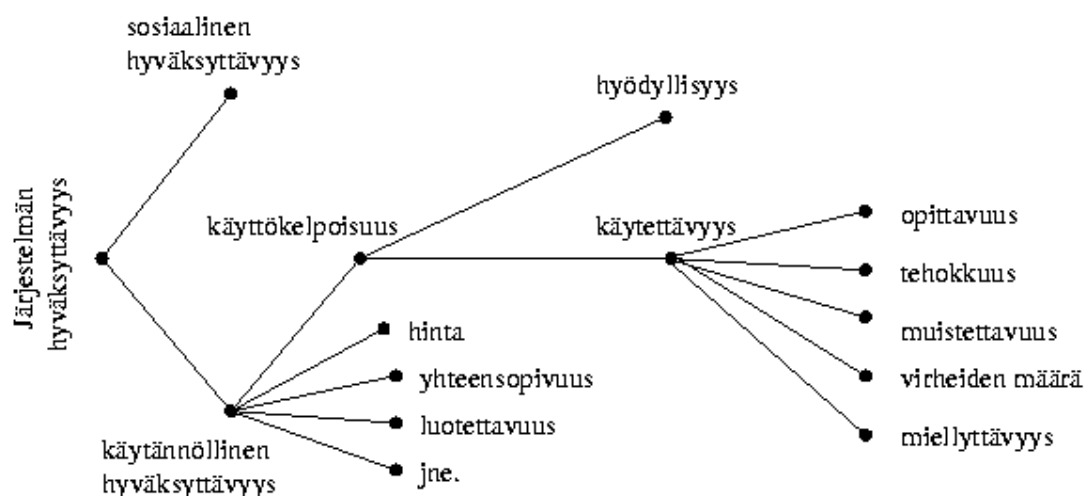 sosiaalinen
hyväksyttävyys
hyödyllisyys
Järjestelmän
hyväksyttävyys
käyttökelpoisuus
käytettävyys
opittavuus
tehokkuus
muistettavuus
virheiden määrä
miellyttävyys
hinta
yhteensopivuus
luotettavuus
jne.
käytännöllinen
hyväksyttävyys